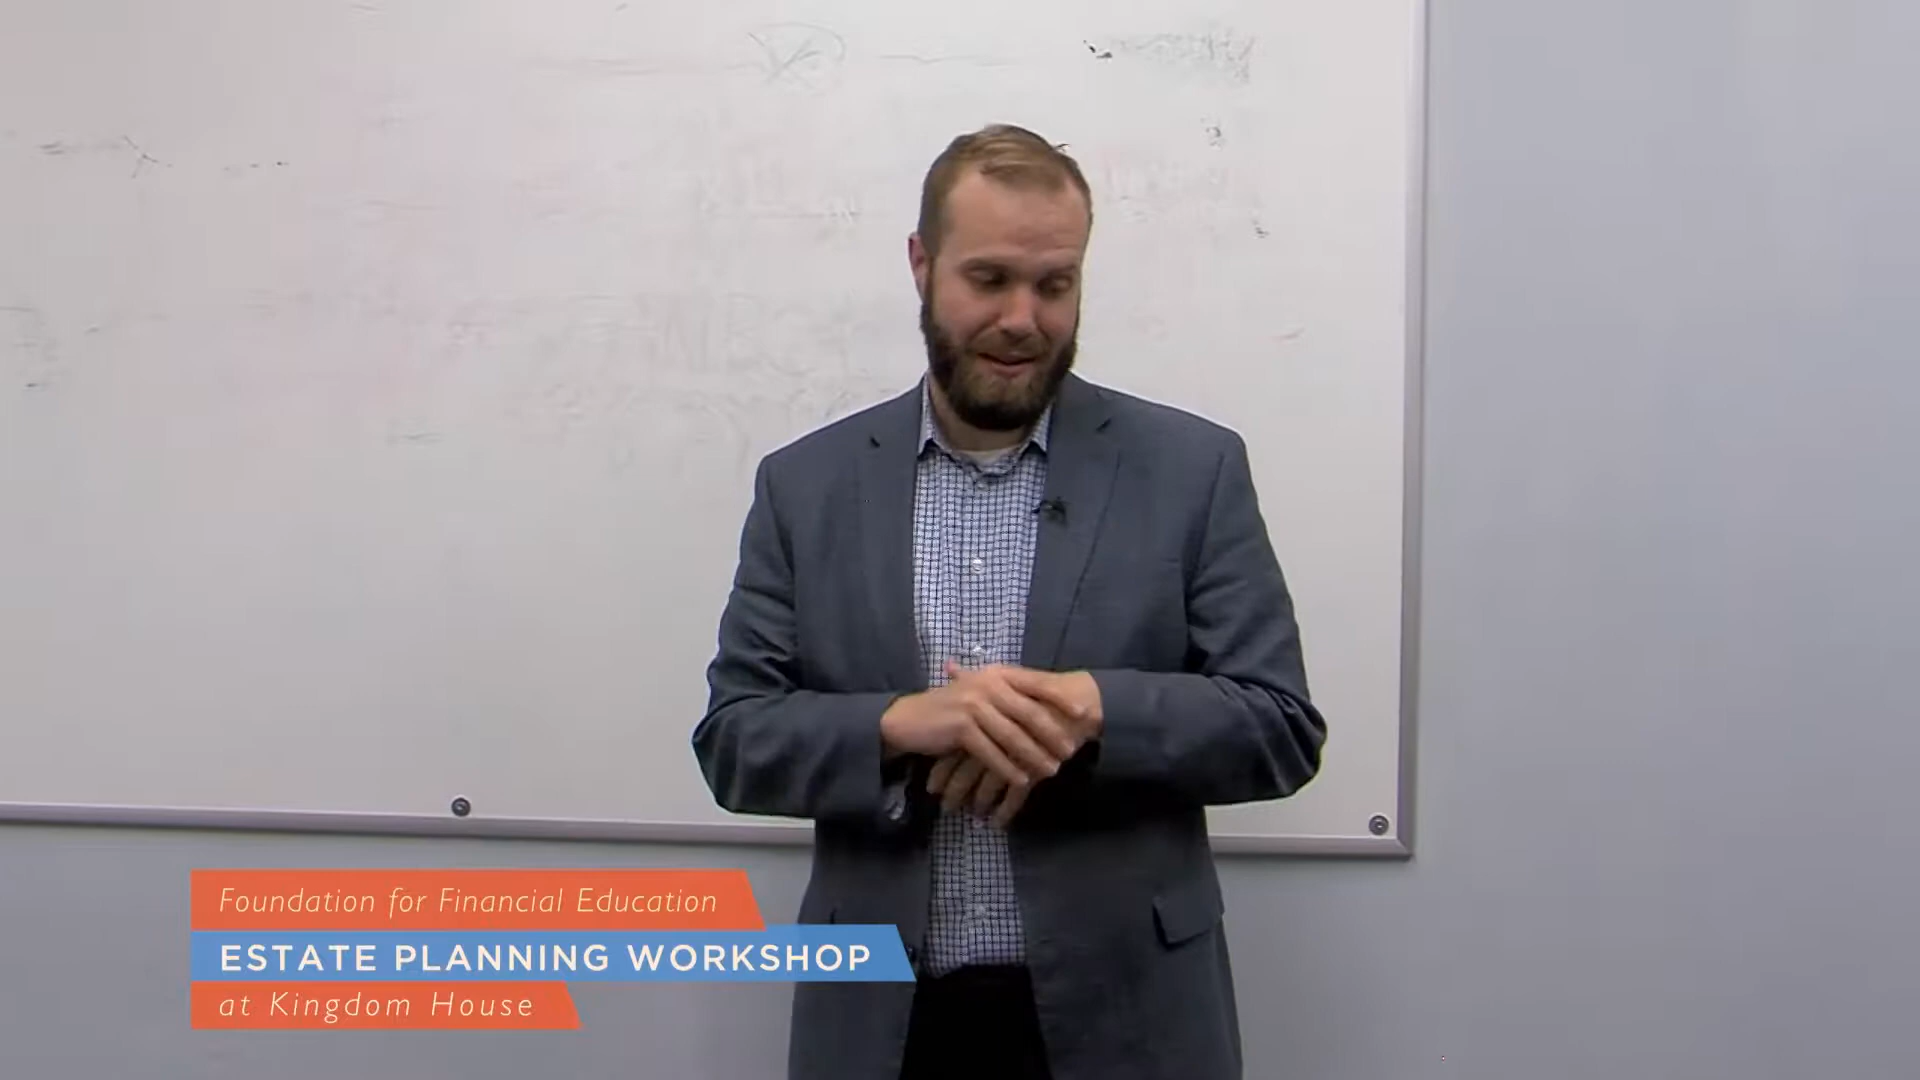 Foundation for Financial Education
ESTATE PLANNING WORKSHOP
at Kingdom House